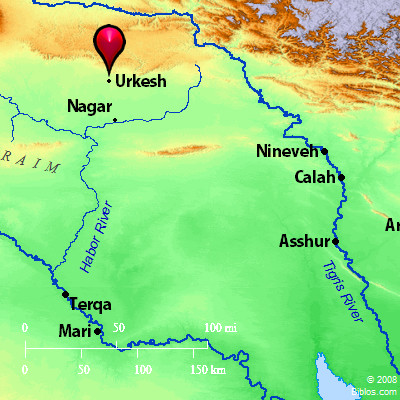 Urkesh
Nagar
RAIM
Nineveh
Calah
Habor River
Ar
Asshur
Tigris River
Terqa
Mari
0 50 100 mi
0 50 100 150 km
© 2008
Biblos.com